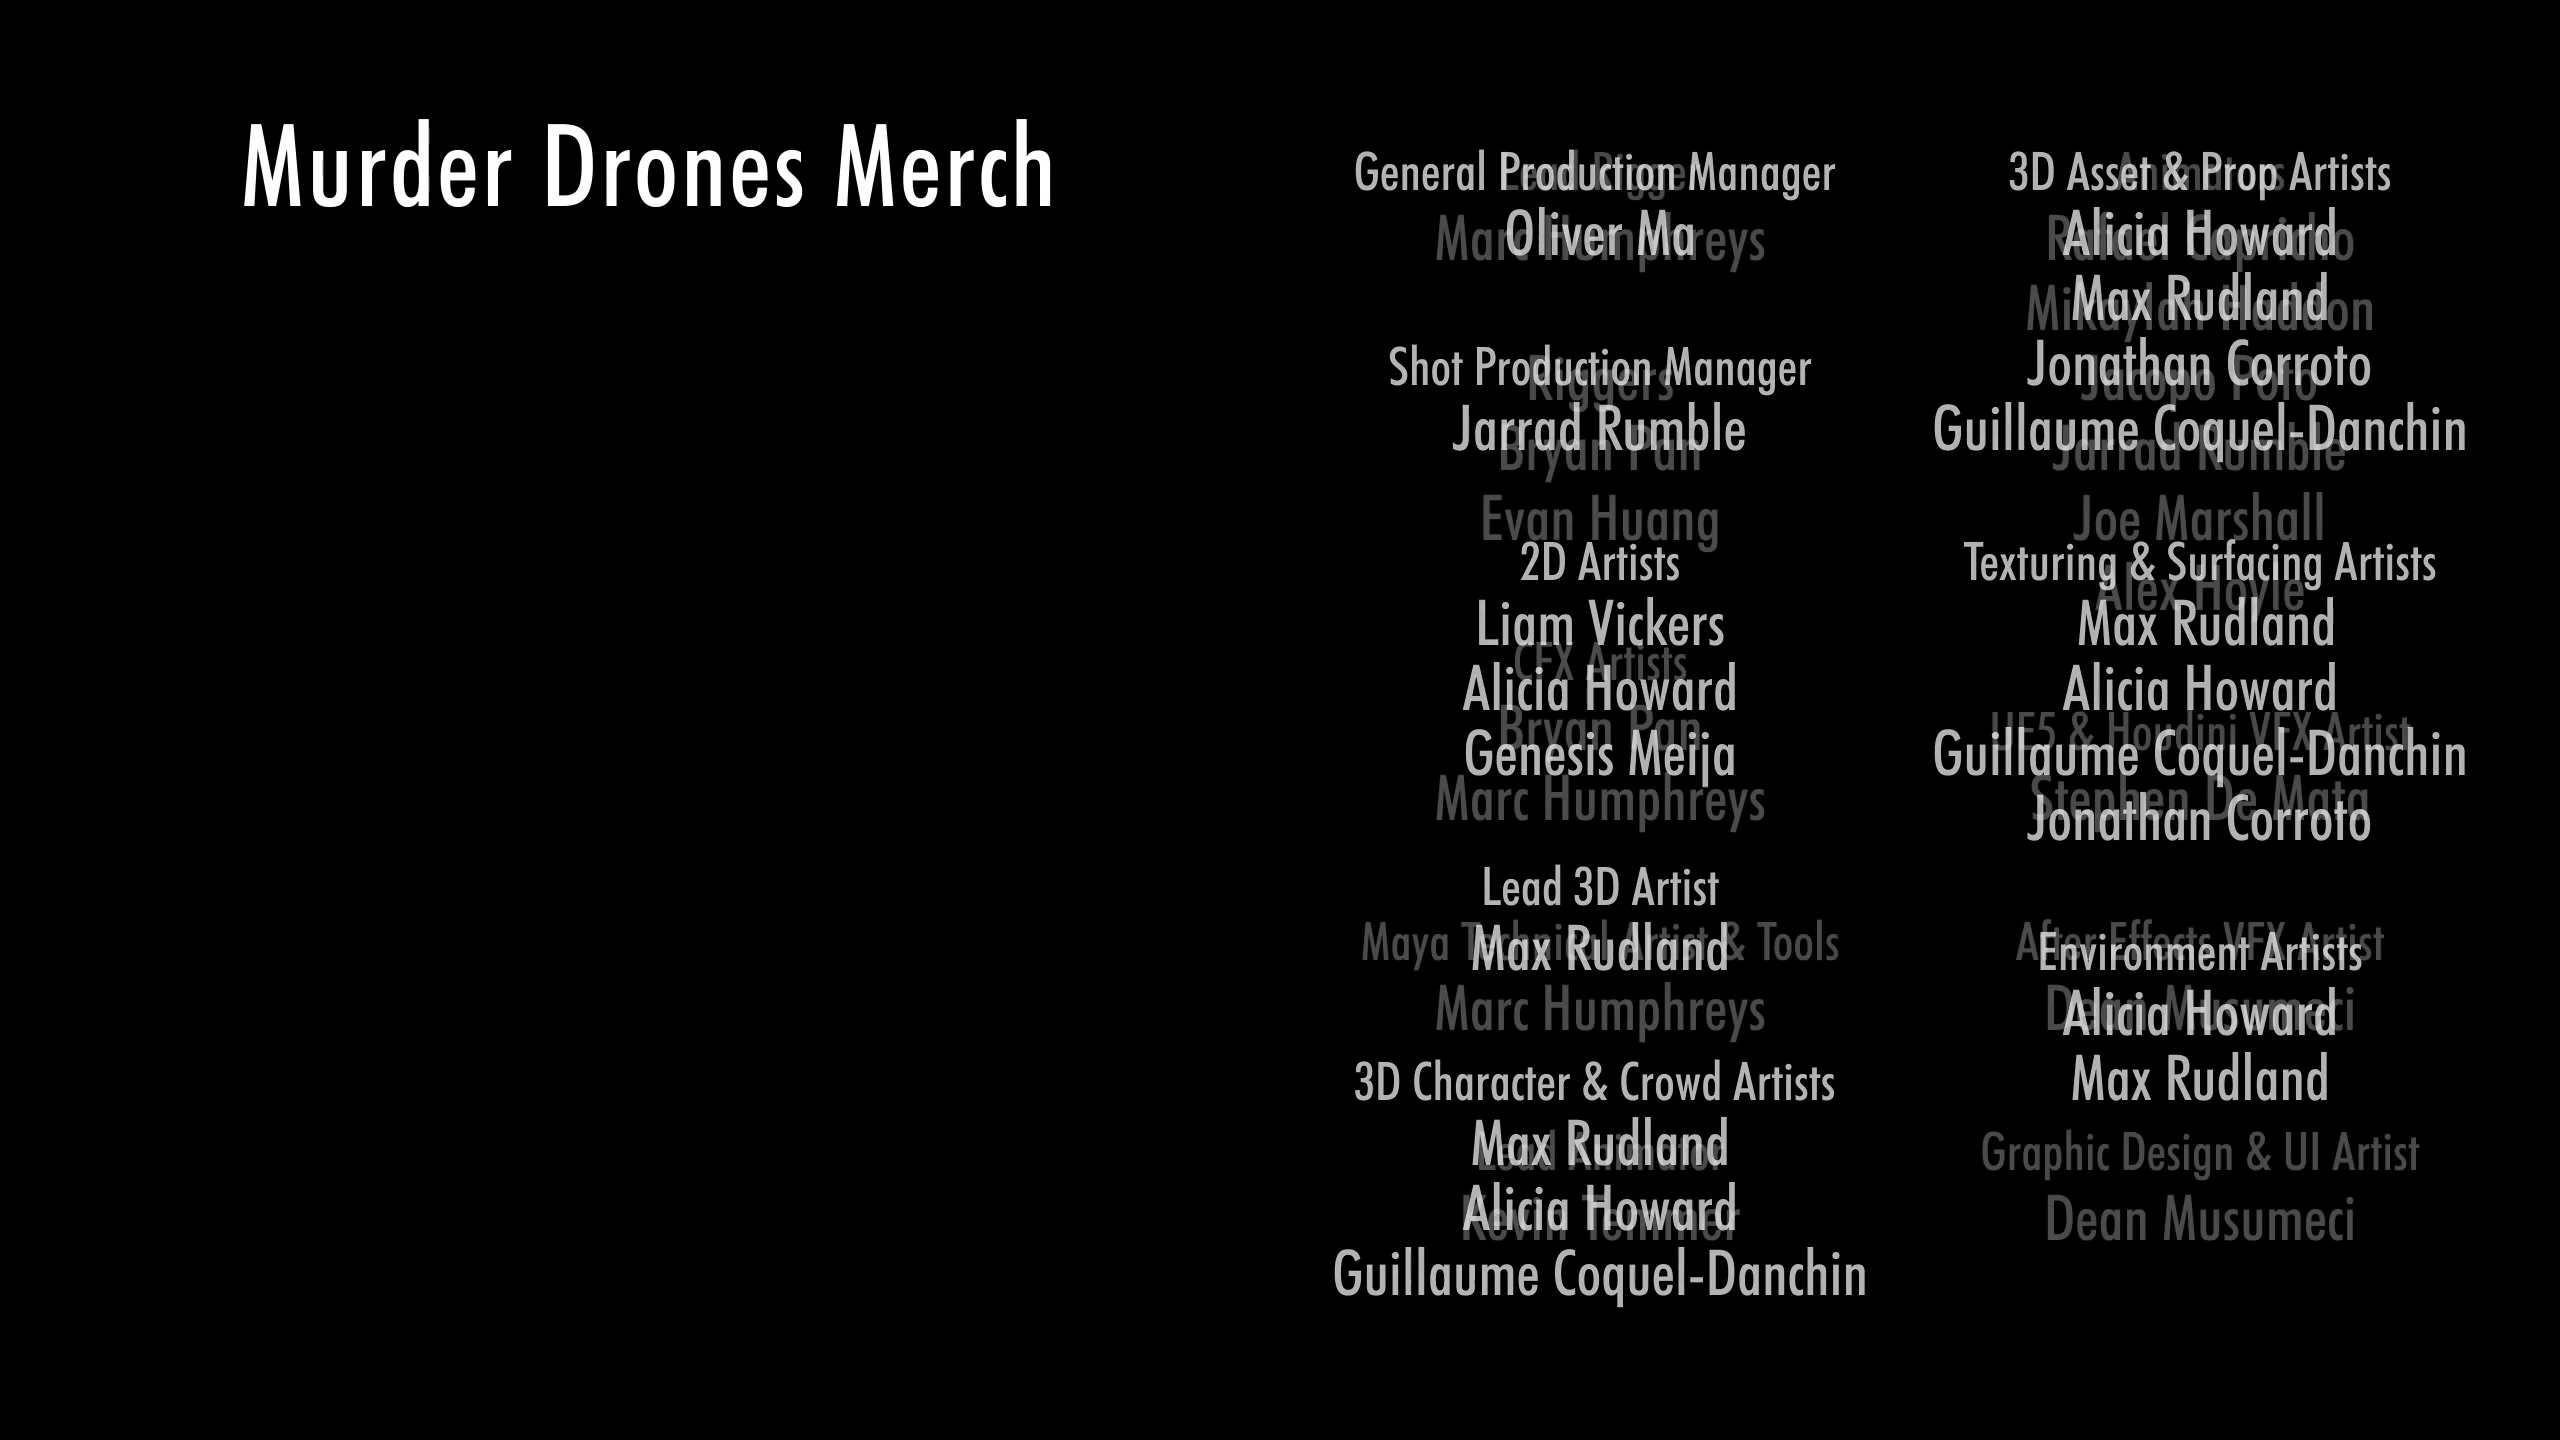 Murder Drones Merch
General Production Manager
Oliver Ma
Shot Production Manager
Jarrad Rumble
2D Artists
Liam Vickers
Alicia Howard
Genesis Meija
Lead 3D Artist
Max Rudland
3D Character & Crowd Artists
Max Rudland
Alicia Howard
Guillaume Coquel-Danchin
3D Asset & Prop Artists
Alicia Howard
Max Rudland
Jonathan Corroto
Guillaume Coquel-Danchin
Texturing & Surfacing Artists
Max Rudland
Alicia Howard
Guillaume Coquel-Danchin
Jonathan Corroto
Environment Artists
Alicia Howard
Max Rudland
Lead Rigger
Marc Humphreys
Riggers
Bryan Pan
Evan Huang
CFX Artists
Bryan Pan
Marc Humphreys
Maya Technical Artist & Tools
Marc Humphreys
Lead Animator
Kevin Temmer
Animators
Rafael Capricho
Mikaylah Haddon
Jacopo Pofo
Jarrad Rumble
Joe Marshall
Alex Hoyle
UE5 & Houdini VFX Artist
Stephen De Mata
After Effects VFX Artist
Dean Musumeci
Graphic Design & UI Artist
Dean Musumeci